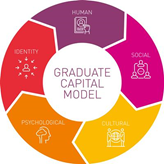 HUMAN
IDENTITY
SOCIAL
GRADUATE
CAPITAL
MODEL
PSYCHOLOGICAL
CULTURAL